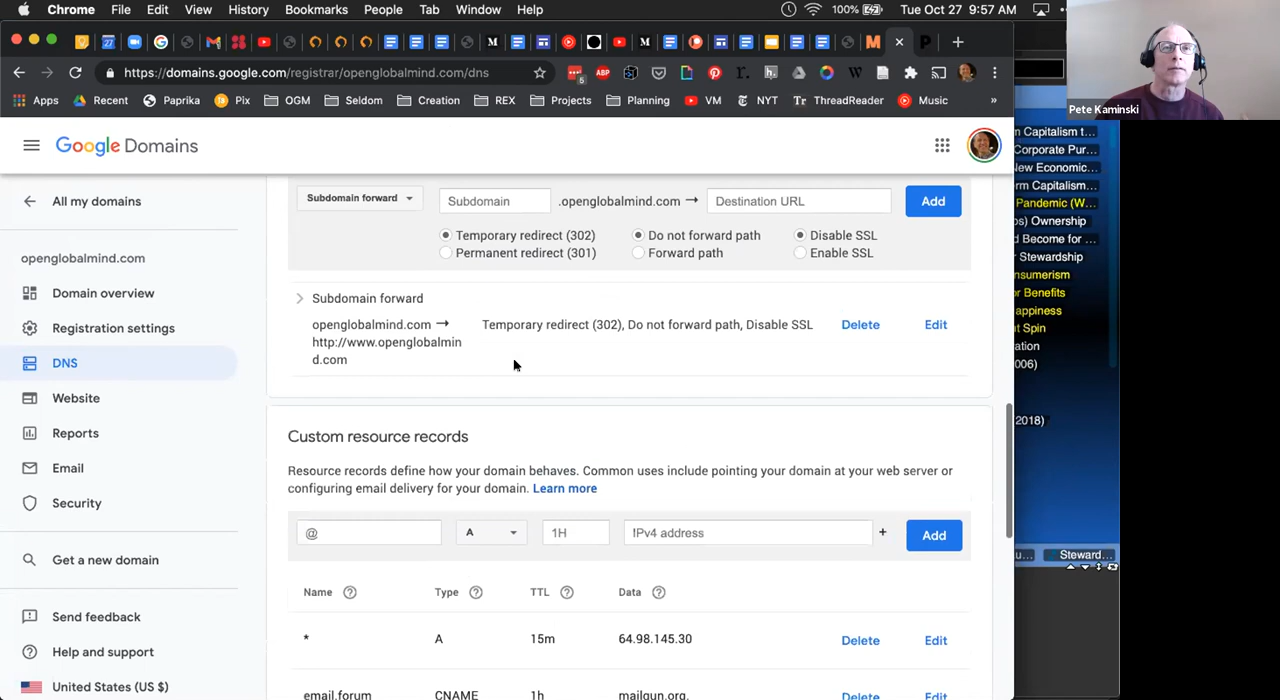 Chrome File Edit View History Bookmarks People Tab Window Help 100% Tue Oct 27 9:57 AM
https://domains.google.com/registrar/openglobalmind.com/dns
Apps Recent Paprika Pix OGM Seldom Creation REX Projects Planning VM NYT ThreadReader Music »
Pete Kaminski
Google Domains
All my domains
openglobalmind.com
Domain overview
Registration settings
DNS
Website
Reports
Email
Security
Get a new domain
Send feedback
Help and support
United States (US $)
Subdomain forward Subdomain .openglobalmind.com → Destination URL Add
Temporary redirect (302) Do not forward path Disable SSL
Permanent redirect (301) Forward path Enable SSL
Subdomain forward
openglobalmind.com → Temporary redirect (302), Do not forward path, Disable SSL Delete Edit
http://www.openglobalmin
d.com
Custom resource records
Resource records define how your domain behaves. Common uses include pointing your domain at your web server or
configuring email delivery for your domain. Learn more
@ A 1H IPv4 address + Add
Name Type TTL Data
* A 15m 64.98.145.30 Delete Edit
email.forum CNAME 1h mailgun.org. Delete Edit
Capitalism t...
Corporate Pur...
New Economic...
rm Capitalism...
Pandemic (W...
os) Ownership
d Become for ...
r Stewardship
nsumerism
or Benefits
appiness
ut Spin
ation
006)
2018)
u... Steward...